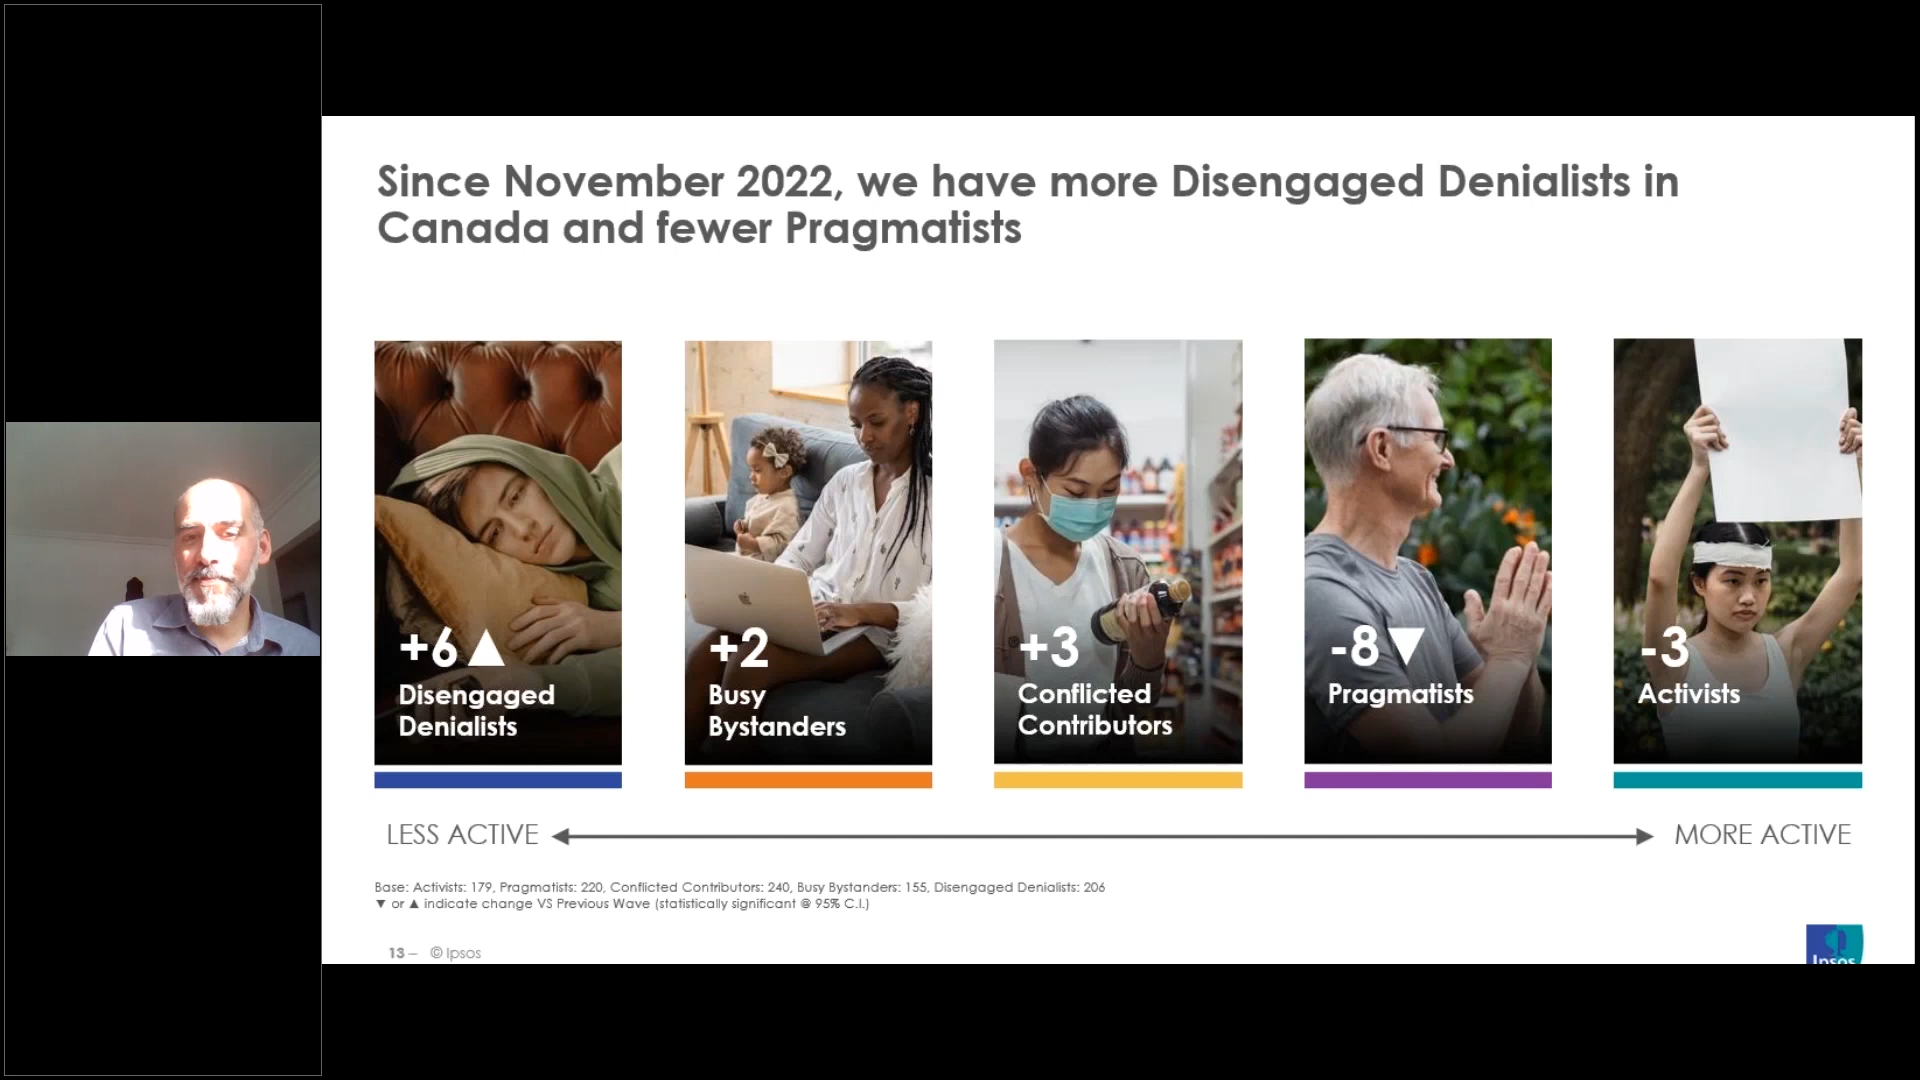 Since November 2022, we have more Disengaged Denialists in
Canada and fewer Pragmatists
+6▲
Disengaged
Denialists
+2
Busy
Bystanders
+3
Conflicted
Contributors
-8▼
Pragmatists
-3
Activists
LESS ACTIVE
MORE ACTIVE
Base: Activists: 179, Pragmatists: 220, Conflicted Contributors: 240, Busy Bystanders: 155, Disengaged Denialists: 206
▼ or ▲ indicate change VS Previous Wave (statistically significant @ 95% C.I.)
13 – © Ipsos
Ipsos